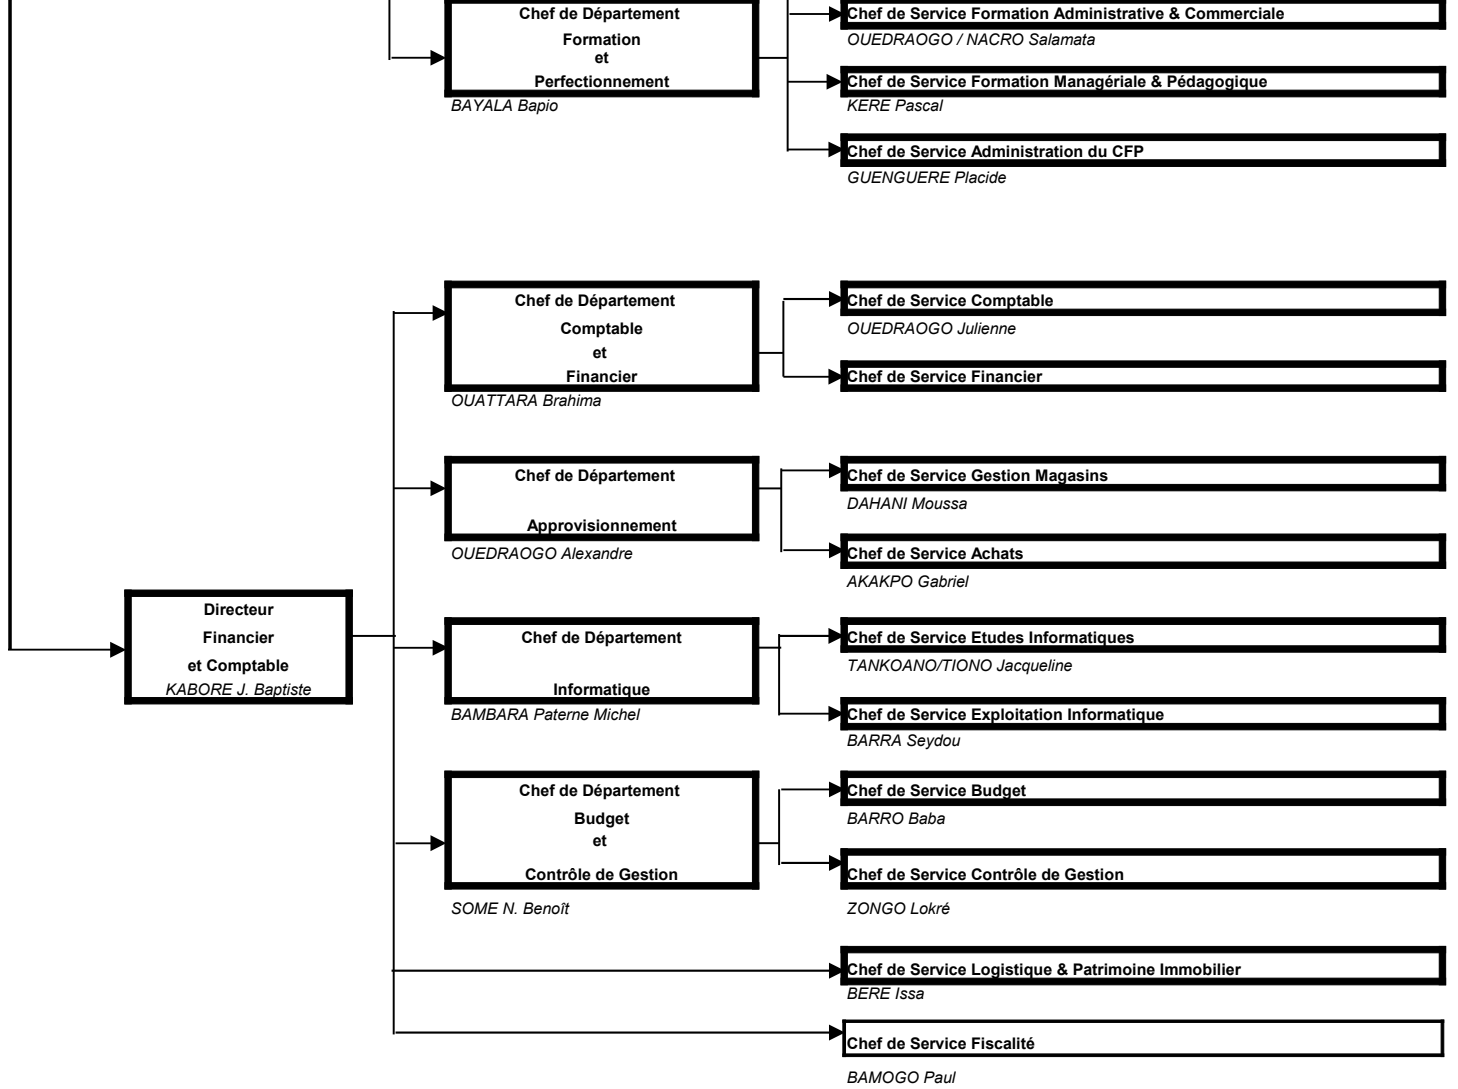 Chef de Département
Formation
et
Perfectionnement
BAYALA Bapio
Chef de Service Formation Administrative & Commerciale
OUEDRAOGO / NACRO Salamata
Chef de Service Formation Managériale & Pédagogique
KERE Pascal
Chef de Service Administration du CFP
GUENGUERE Placide
Directeur
Financier
et Comptable
KABORE J. Baptiste
Chef de Département
Comptable
et
Financier
OUATTARA Brahima
Chef de Service Comptable
OUEDRAOGO Julienne
Chef de Service Financier
Chef de Département
Approvisionnement
OUEDRAOGO Alexandre
Chef de Service Gestion Magasins
DAHANI Moussa
Chef de Service Achats
AKAKPO Gabriel
Chef de Département
Informatique
BAMBARA Paterne Michel
Chef de Service Etudes Informatiques
TANKOANO/TIONO Jacqueline
Chef de Service Exploitation Informatique
BARRA Seydou
Chef de Département
Budget
et
Contrôle de Gestion
SOME N. Benoît
Chef de Service Budget
BARRO Baba
Chef de Service Contrôle de Gestion
ZONGO Lokré
Chef de Service Logistique & Patrimoine Immobilier
BERE Issa
Chef de Service Fiscalité
BAMOGO Paul